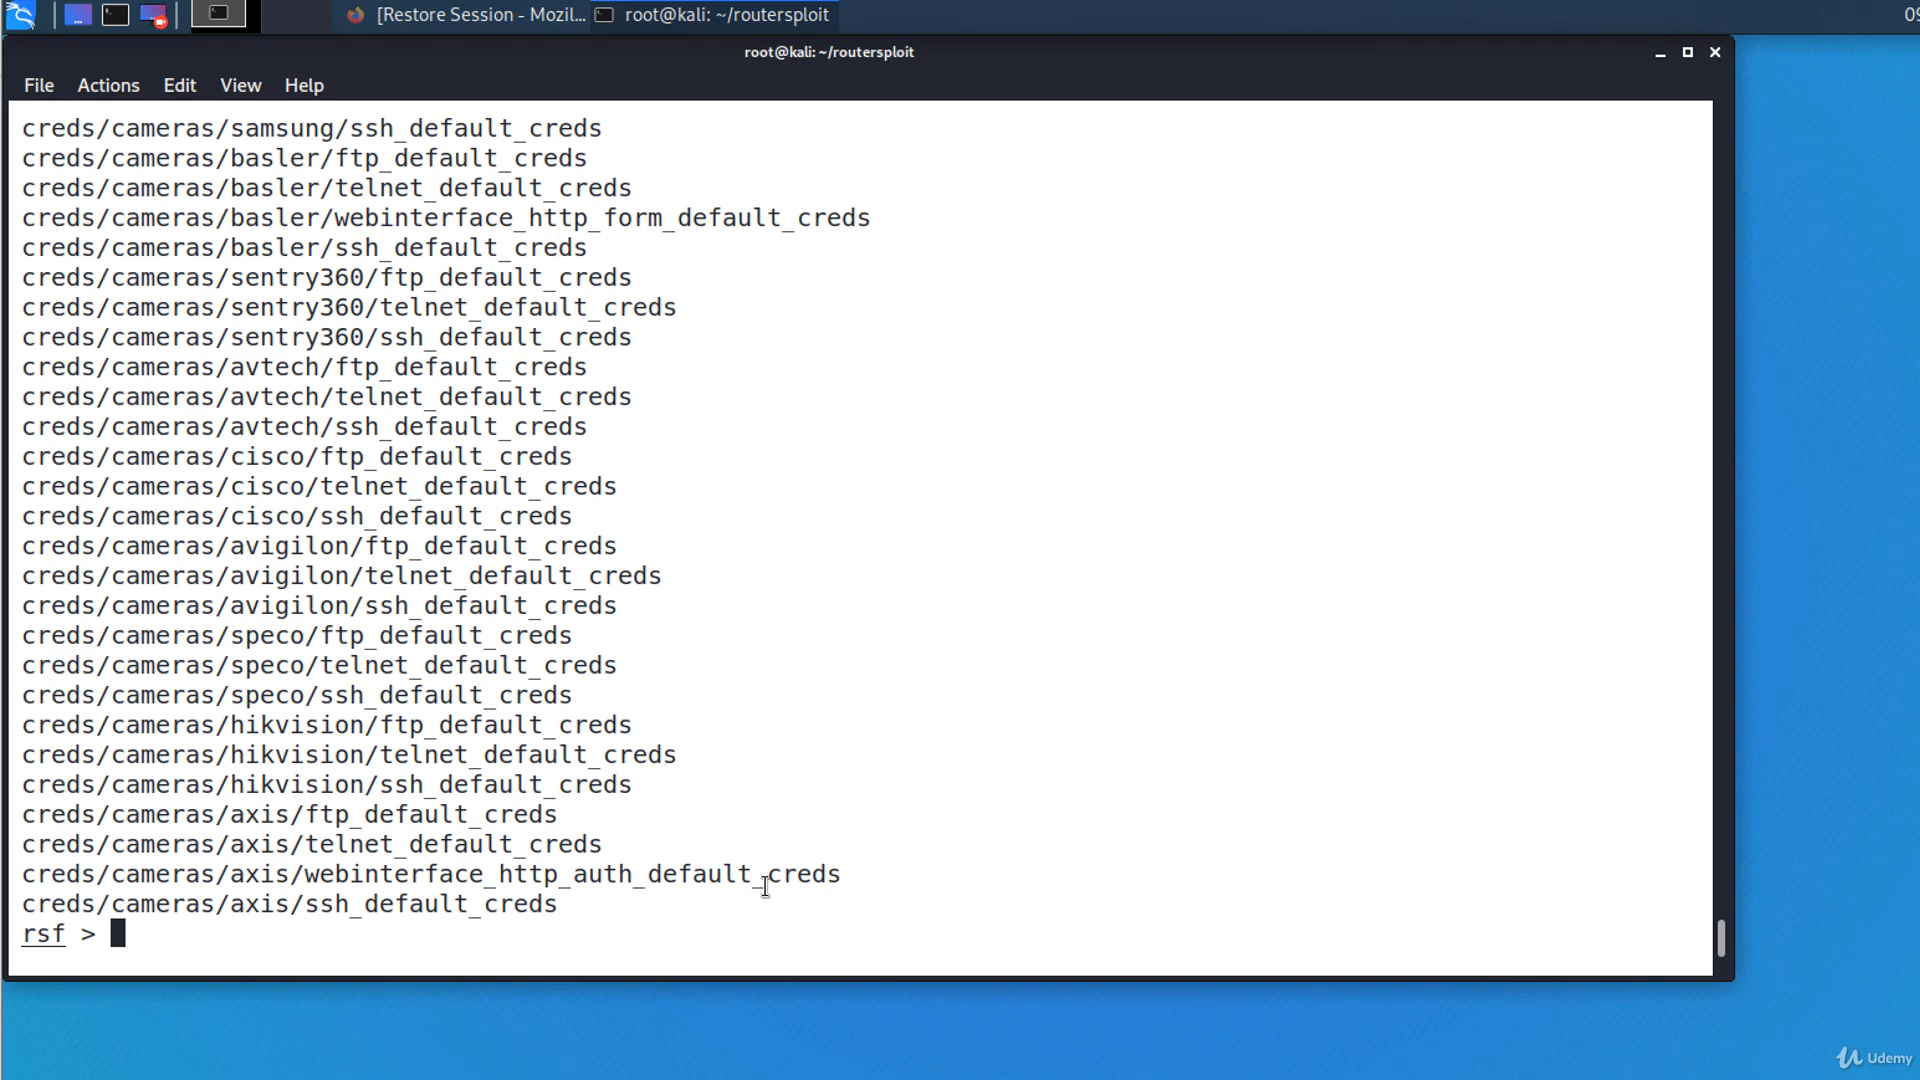 [Restore Session - Mozil...
root@kali: ~/routersploit
09
root@kali: ~/routersploit
File Actions Edit View Help
creds/cameras/samsung/ssh_default_creds
creds/cameras/basler/ftp_default_creds
creds/cameras/basler/telnet_default_creds
creds/cameras/basler/webinterface_http_form_default_creds
creds/cameras/basler/ssh_default_creds
creds/cameras/sentry360/ftp_default_creds
creds/cameras/sentry360/telnet_default_creds
creds/cameras/sentry360/ssh_default_creds
creds/cameras/avtech/ftp_default_creds
creds/cameras/avtech/telnet_default_creds
creds/cameras/avtech/ssh_default_creds
creds/cameras/cisco/ftp_default_creds
creds/cameras/cisco/telnet_default_creds
creds/cameras/cisco/ssh_default_creds
creds/cameras/avigilon/ftp_default_creds
creds/cameras/avigilon/telnet_default_creds
creds/cameras/avigilon/ssh_default_creds
creds/cameras/speco/ftp_default_creds
creds/cameras/speco/telnet_default_creds
creds/cameras/speco/ssh_default_creds
creds/cameras/hikvision/ftp_default_creds
creds/cameras/hikvision/telnet_default_creds
creds/cameras/hikvision/ssh_default_creds
creds/cameras/axis/ftp_default_creds
creds/cameras/axis/telnet_default_creds
creds/cameras/axis/webinterface_http_auth_default_creds
creds/cameras/axis/ssh_default_creds
rsf >
Udemy